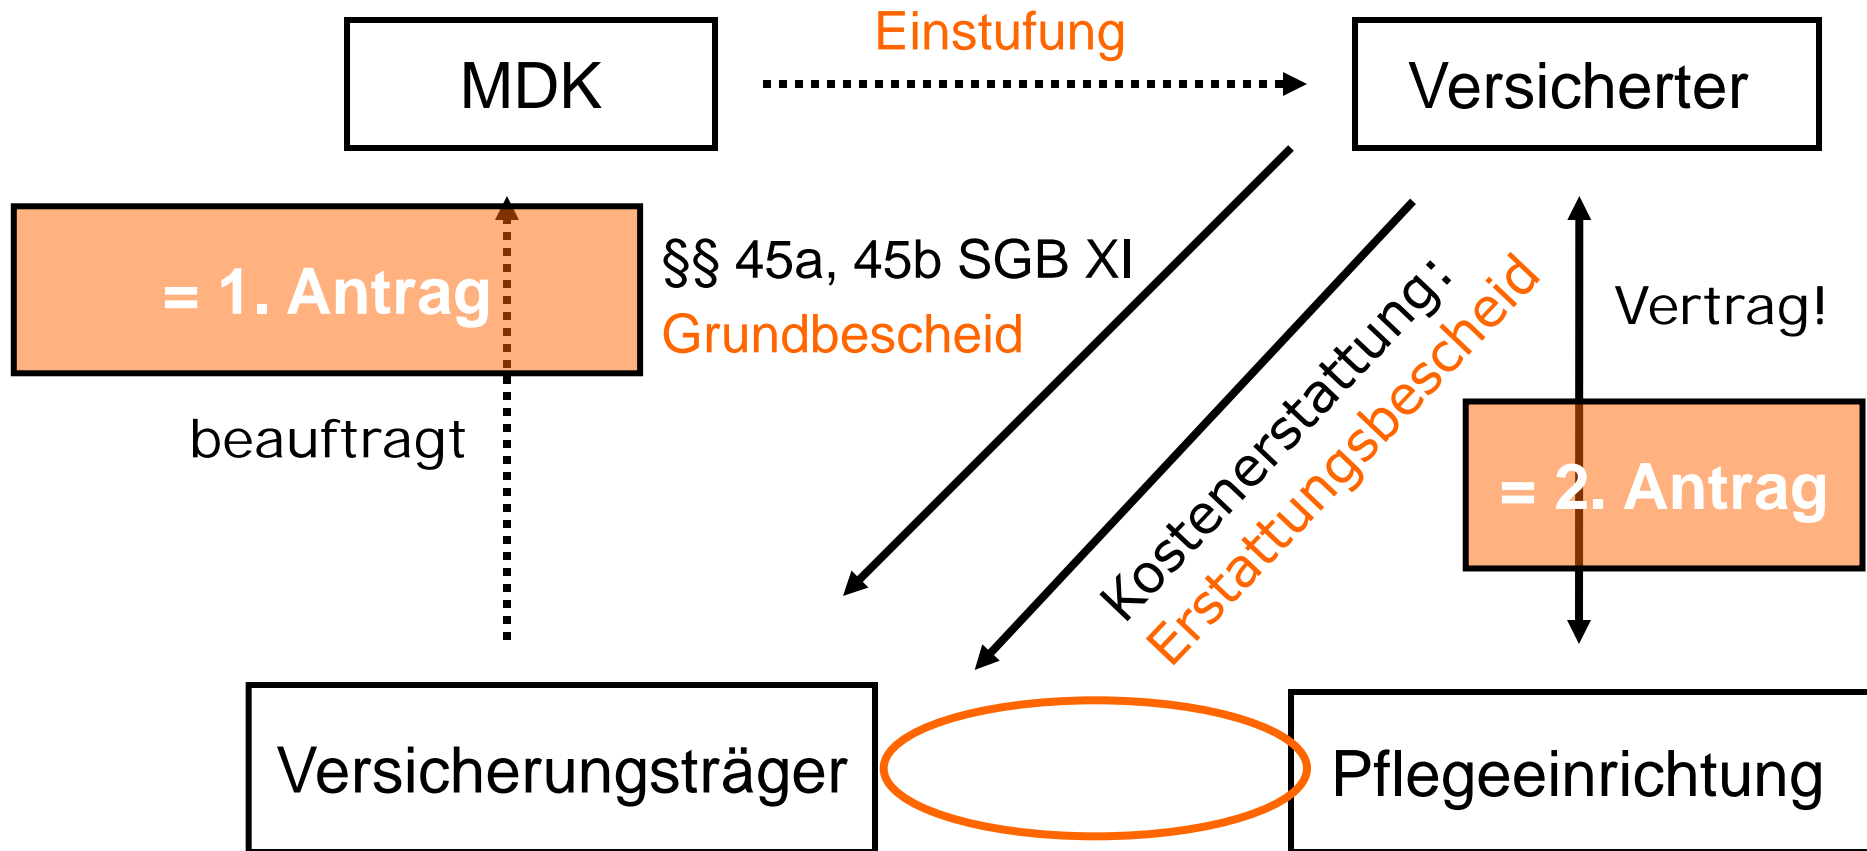 Einstufung
MDK
Versicherter
= 1. Antrag
§§ 45a, 45b SGB XI
Grundbescheid
Kostenerstattung:
Erstattungsbescheid
Vertrag!
beauftragt
= 2. Antrag
Versicherungsträger
Pflegeeinrichtung